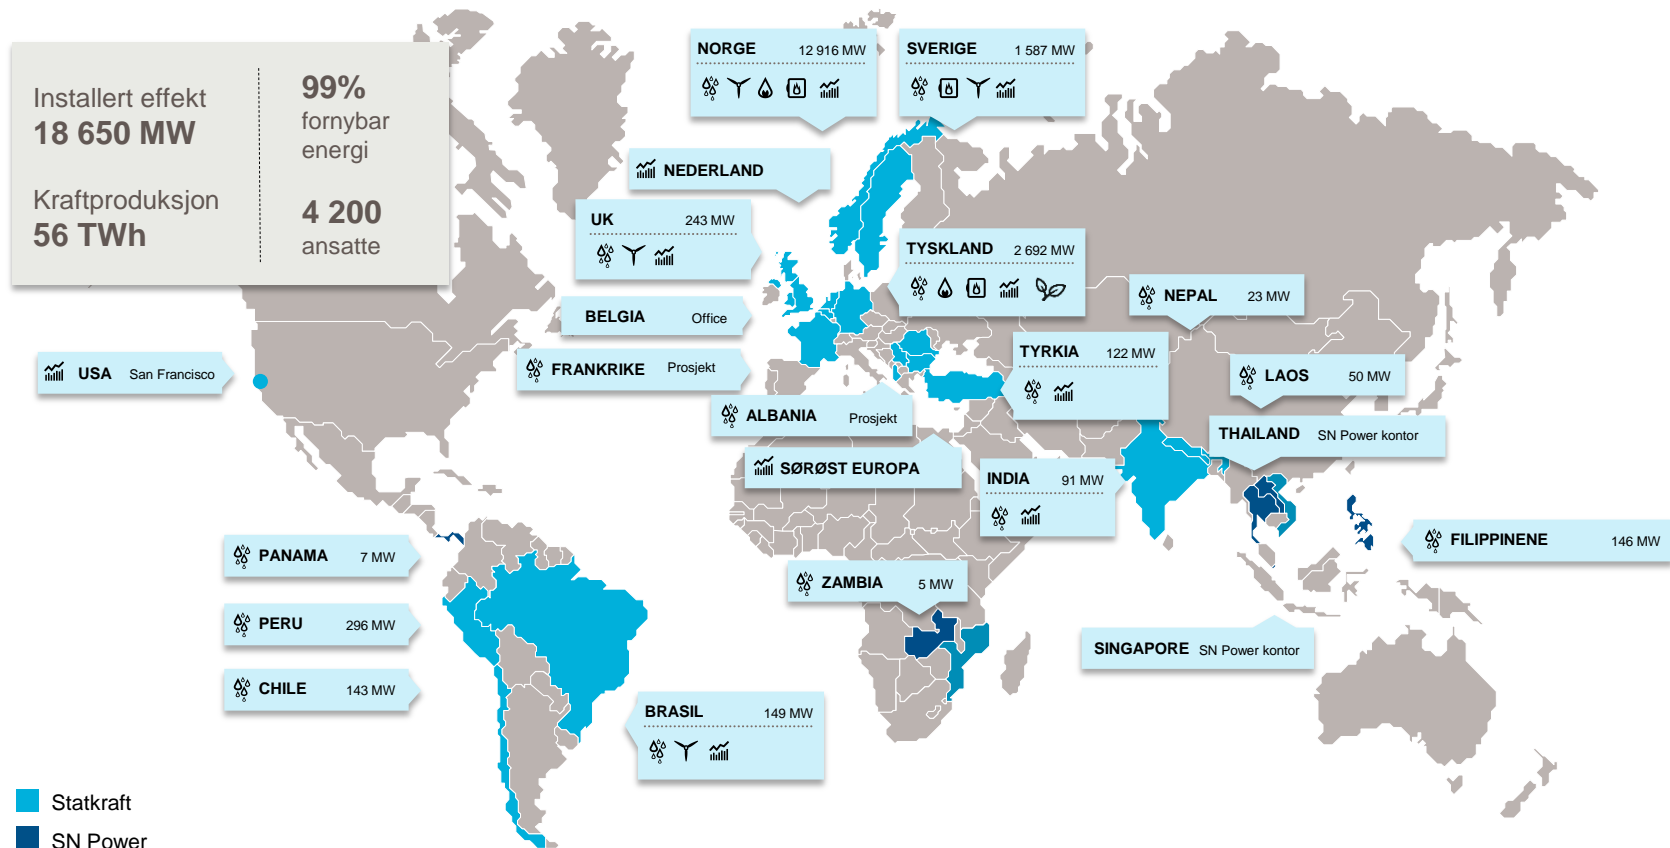 Installert effekt
18 650 MW
Kraftproduksjon
56 TWh
99%
fornybar
energi
4 200
ansatte
NORGE 12 916 MW
SVERIGE 1 587 MW
NEDERLAND
UK 243 MW
TYSKLAND 2 692 MW
BELGIA Office
NEPAL 23 MW
USA San Francisco
FRANKRIKE Prosjekt
TYRKIA 122 MW
LAOS 50 MW
ALBANIA Prosjekt
THAILAND SN Power kontor
SØRØST EUROPA
INDIA 91 MW
PANAMA 7 MW
FILIPPINENE 146 MW
ZAMBIA 5 MW
PERU 296 MW
SINGAPORE SN Power kontor
CHILE 143 MW
BRASIL 149 MW
Statkraft
SN Power